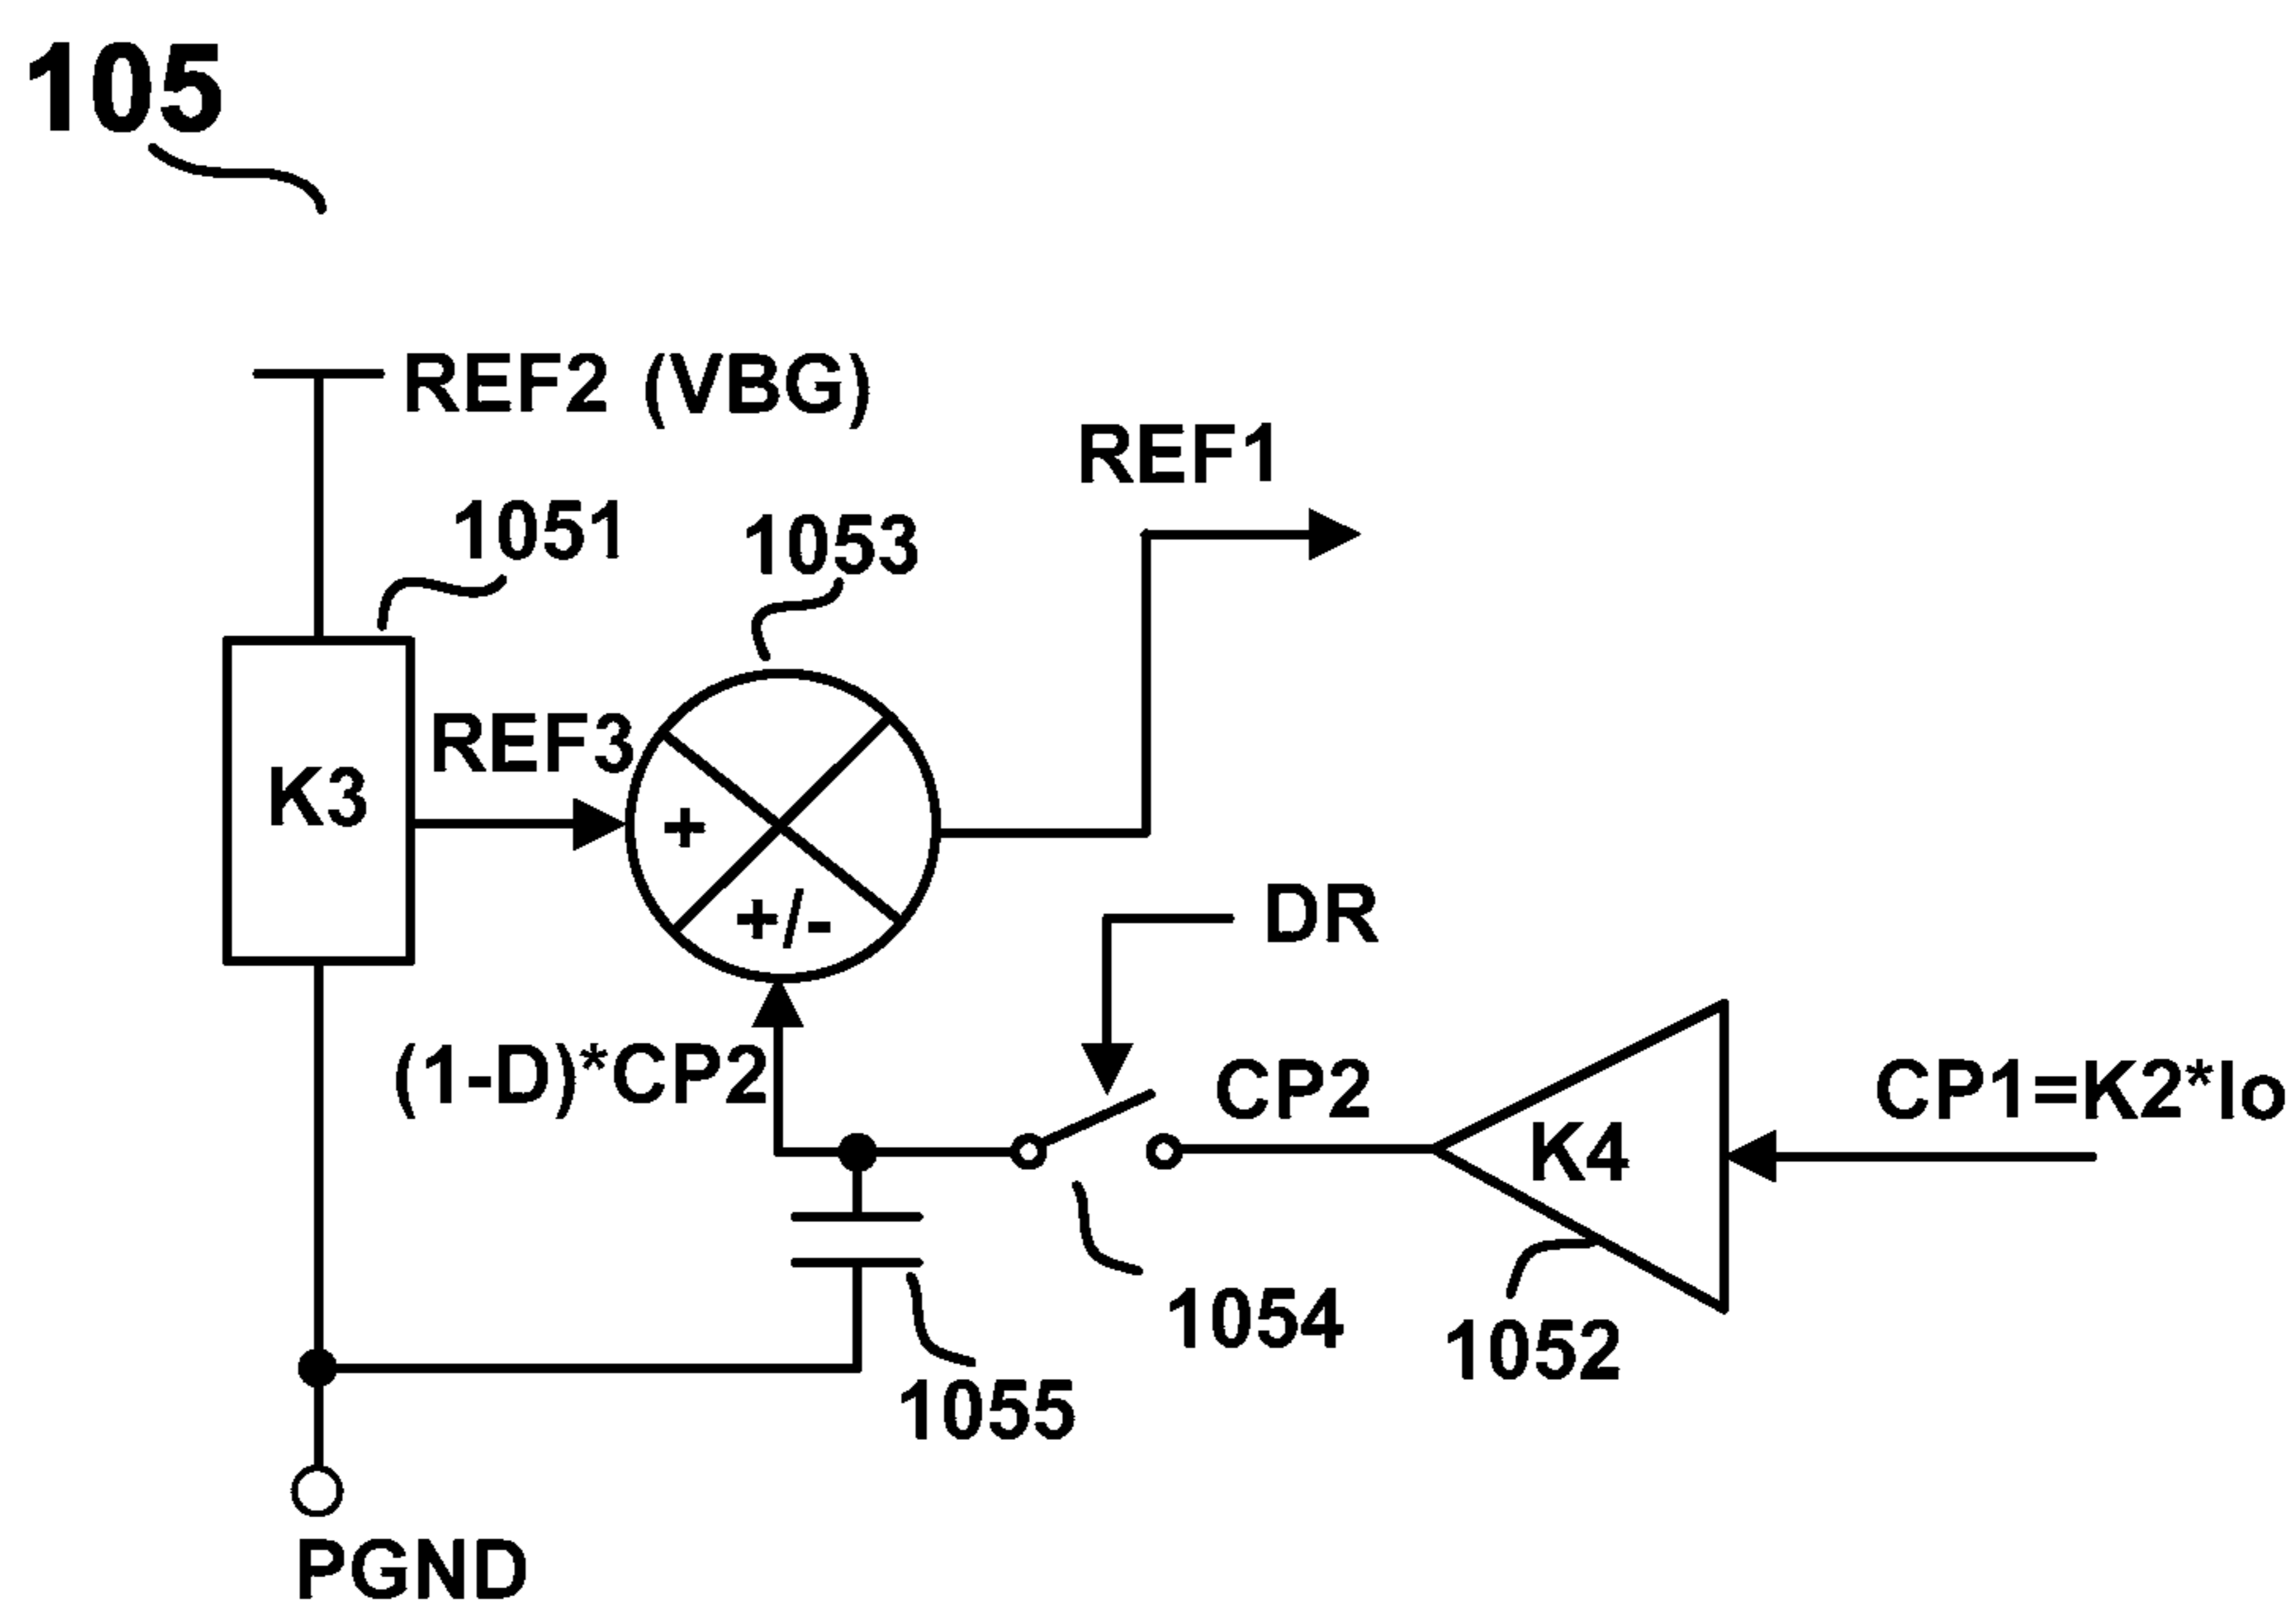 105
REF2 (VBG)
REF1
1051
1053
REF3
K3
+
+/-
DR
(1-D)*CP2
CP2
CP1=K2*Io
K4
1054
1052
1055
PGND